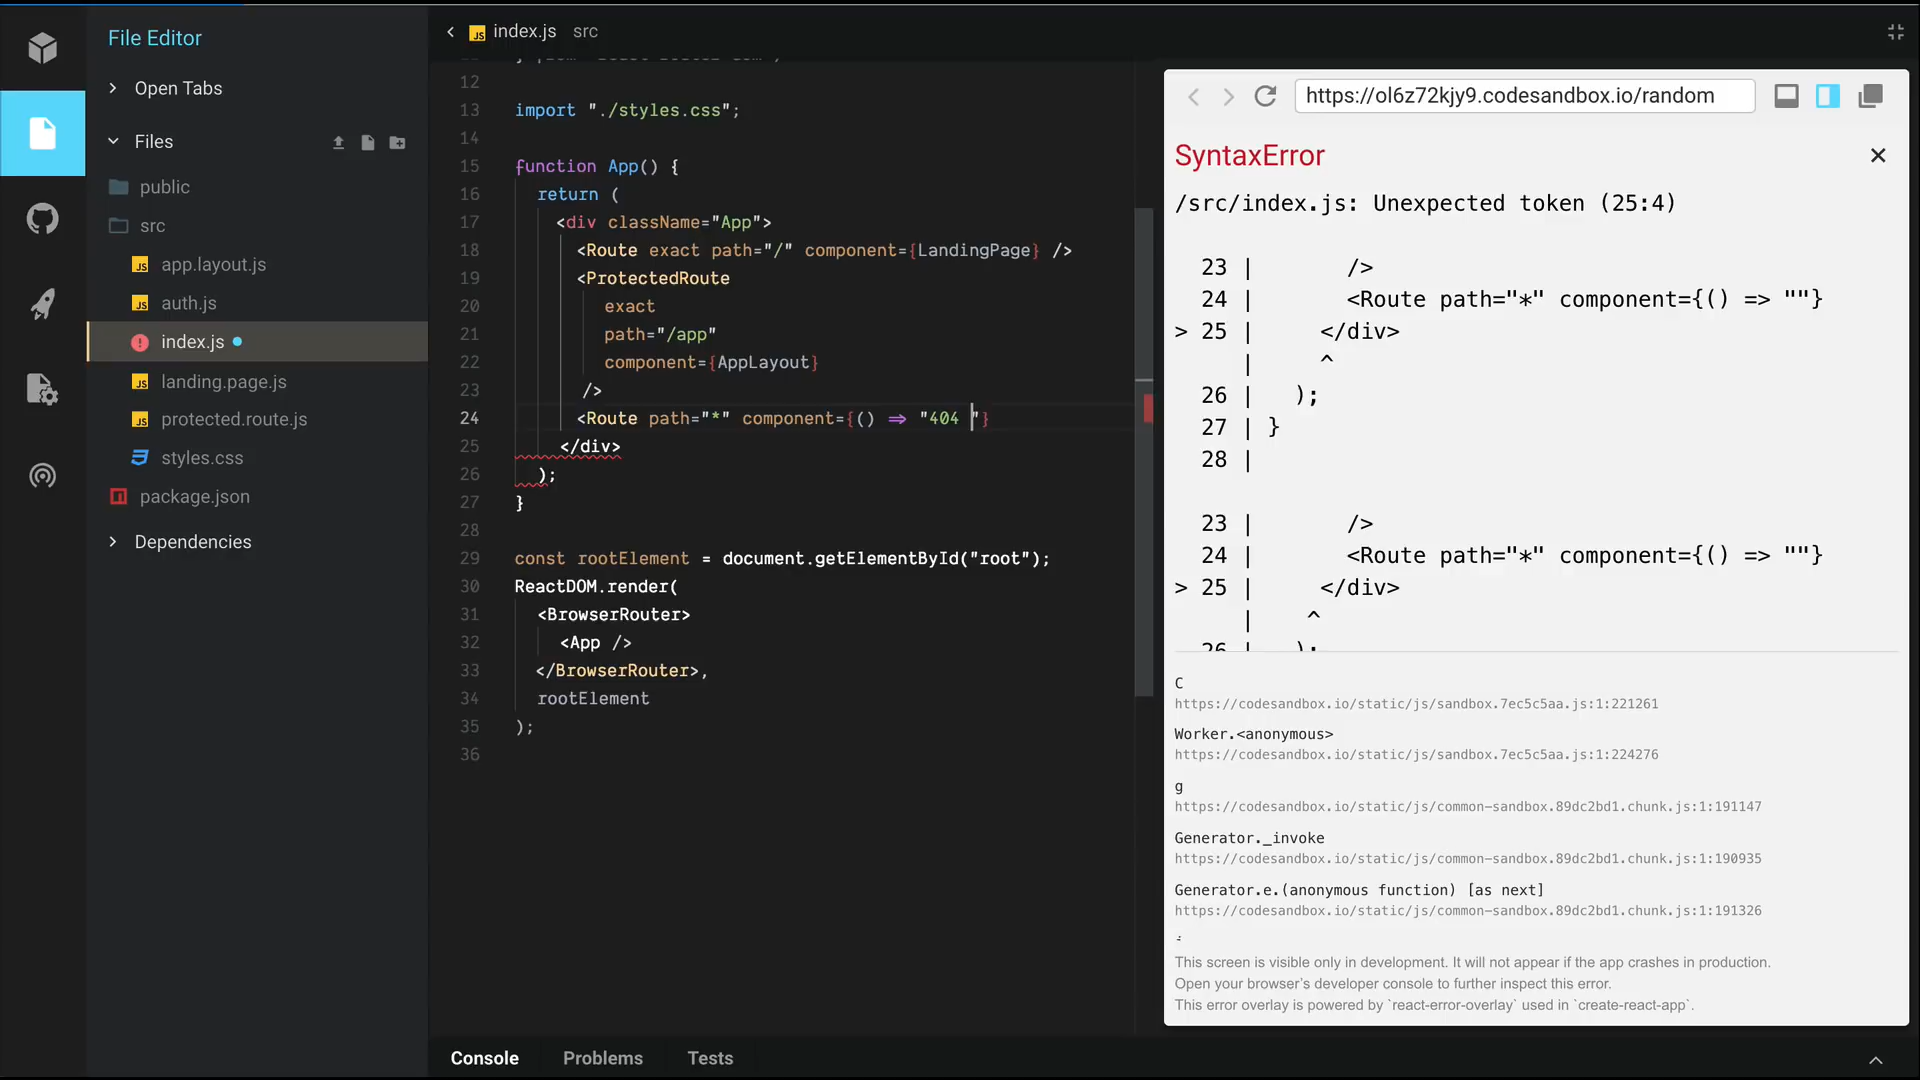 File Editor
Open Tabs
Files
public
src
app.layout.js
auth.js
index.js
landing.page.js
protected.route.js
styles.css
package.json
Dependencies
index.js src
12
13 import "./styles.css";
14
15 function App() {
16 return (
17 <div className="App">
18 <Route exact path="/" component={LandingPage} />
19 <ProtectedRoute
20 exact
21 path="/app"
22 component={AppLayout}
23 />
24 <Route path="*" component={() => "404 "}
25 </div>
26 );
27 }
28
29 const rootElement = document.getElementById("root");
30 ReactDOM.render(
31 <BrowserRouter>
32 <App />
33 </BrowserRouter>,
34 rootElement
35 );
36
Console Problems Tests
https://ol6z72kjy9.codesandbox.io/random
SyntaxError
/src/index.js: Unexpected token (25:4)
23 | />
24 | <Route path="*" component={() => ""}
> 25 | </div>
| ^
26 | );
27 | }
28 |
23 | />
24 | <Route path="*" component={() => ""}
> 25 | </div>
| ^
26 | );
C
https://codesandbox.io/static/js/sandbox.7ec5c5aa.js:1:221261
Worker.<anonymous>
https://codesandbox.io/static/js/sandbox.7ec5c5aa.js:1:224276
g
https://codesandbox.io/static/js/common-sandbox.89dc2bd1.chunk.js:1:191147
Generator._invoke
https://codesandbox.io/static/js/common-sandbox.89dc2bd1.chunk.js:1:190935
Generator.e.(anonymous function) [as next]
https://codesandbox.io/static/js/common-sandbox.89dc2bd1.chunk.js:1:191326
This screen is visible only in development. It will not appear if the app crashes in production.
Open your browser's developer console to further inspect this error.
This error overlay is powered by `react-error-overlay` used in `create-react-app`.